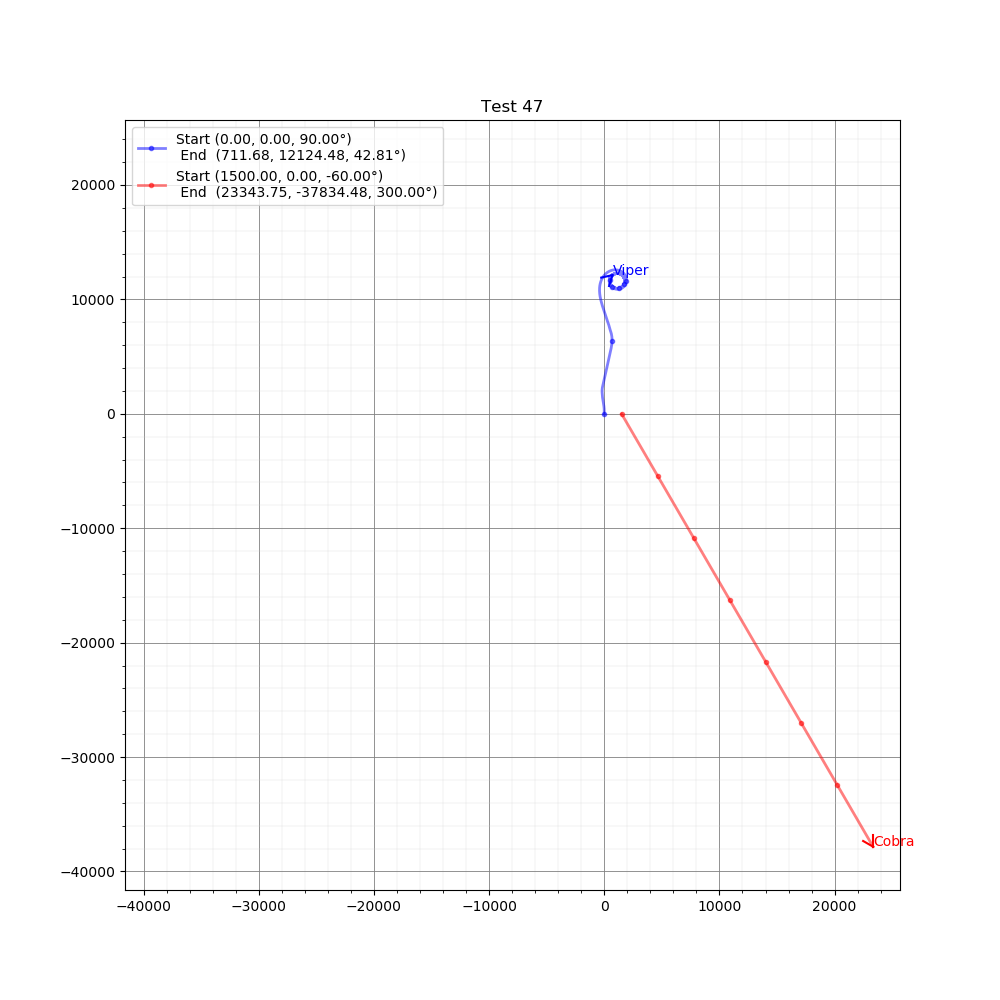 Test 47
Start (0.00, 0.00, 90.00°)
End  (711.68, 12124.48, 42.81°)
Start (1500.00, 0.00, -60.00°)
End  (23343.75, -37834.48, 300.00°)
20000
Viper
10000
0
−10000
−20000
−30000
Cobra
−40000
−40000 −30000 −20000 −10000 0 10000 20000